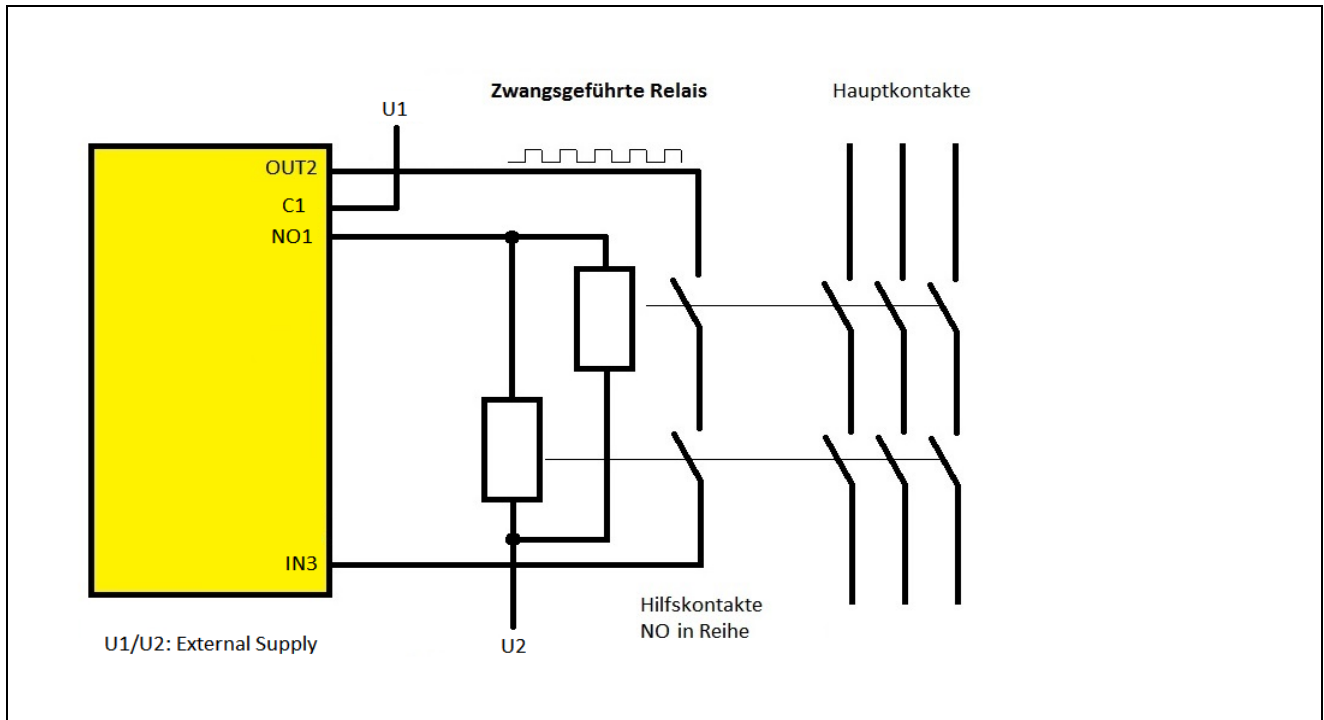 Zwangsgeführte Relais
Hauptkontakte
U1
OUT2
C1
NO1
IN3
Hilfskontakte
NO in Reihe
U1/U2: External Supply
U2